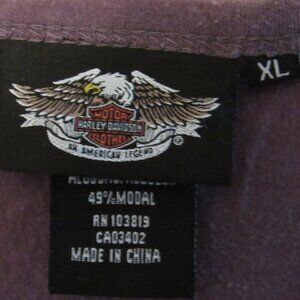 XL
MOTOR
HARLEY-DAVIDSON
CLOTHES
AN AMERICAN LEGEND
49% MODAL
RN 103819
CA03402
MADE IN CHINA